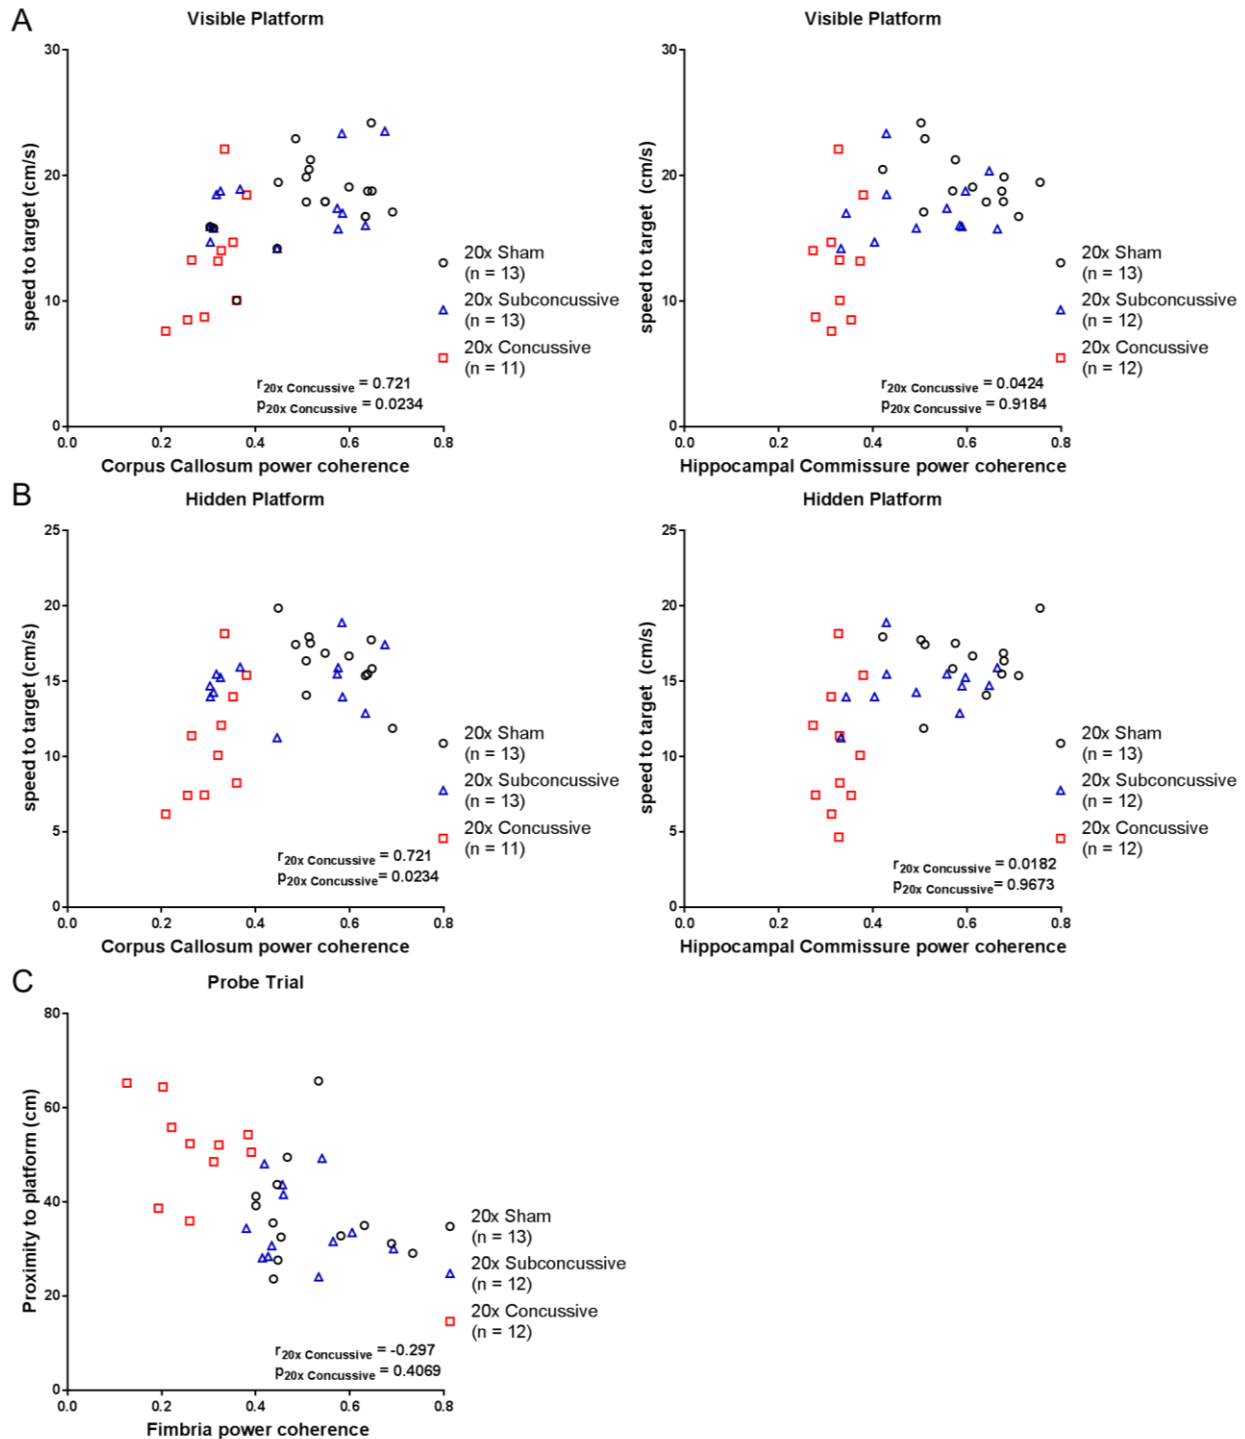 A
Visible Platform
30
20
10
0
speed to target (cm/s)
0.0 0.2 0.4 0.6 0.8
Corpus Callosum power coherence
20x Sham
(n = 13)
20x Subconcussive
(n = 13)
20x Concussive
(n = 11)
r20x Concussive = 0.721
p20x Concussive = 0.0234
Visible Platform
30
20
10
0
speed to target (cm/s)
0.0 0.2 0.4 0.6 0.8
Hippocampal Commissure power coherence
20x Sham
(n = 13)
20x Subconcussive
(n = 12)
20x Concussive
(n = 12)
r20x Concussive = 0.0424
p20x Concussive = 0.9184
B
Hidden Platform
25
20
15
10
5
0
speed to target (cm/s)
0.0 0.2 0.4 0.6 0.8
Corpus Callosum power coherence
20x Sham
(n = 13)
20x Subconcussive
(n = 13)
20x Concussive
(n = 11)
r20x Concussive = 0.721
p20x Concussive= 0.0234
Hidden Platform
25
20
15
10
5
0
speed to target (cm/s)
0.0 0.2 0.4 0.6 0.8
Hippocampal Commissure power coherence
20x Sham
(n = 13)
20x Subconcussive
(n = 12)
20x Concussive
(n = 12)
r20x Concussive = 0.0182
p20x Concussive= 0.9673
C
Probe Trial
80
60
40
20
0
Proximity to platform (cm)
0.0 0.2 0.4 0.6 0.8
Fimbria power coherence
20x Sham
(n = 13)
20x Subconcussive
(n = 12)
20x Concussive
(n = 12)
r20x Concussive = -0.297
p20x Concussive = 0.4069